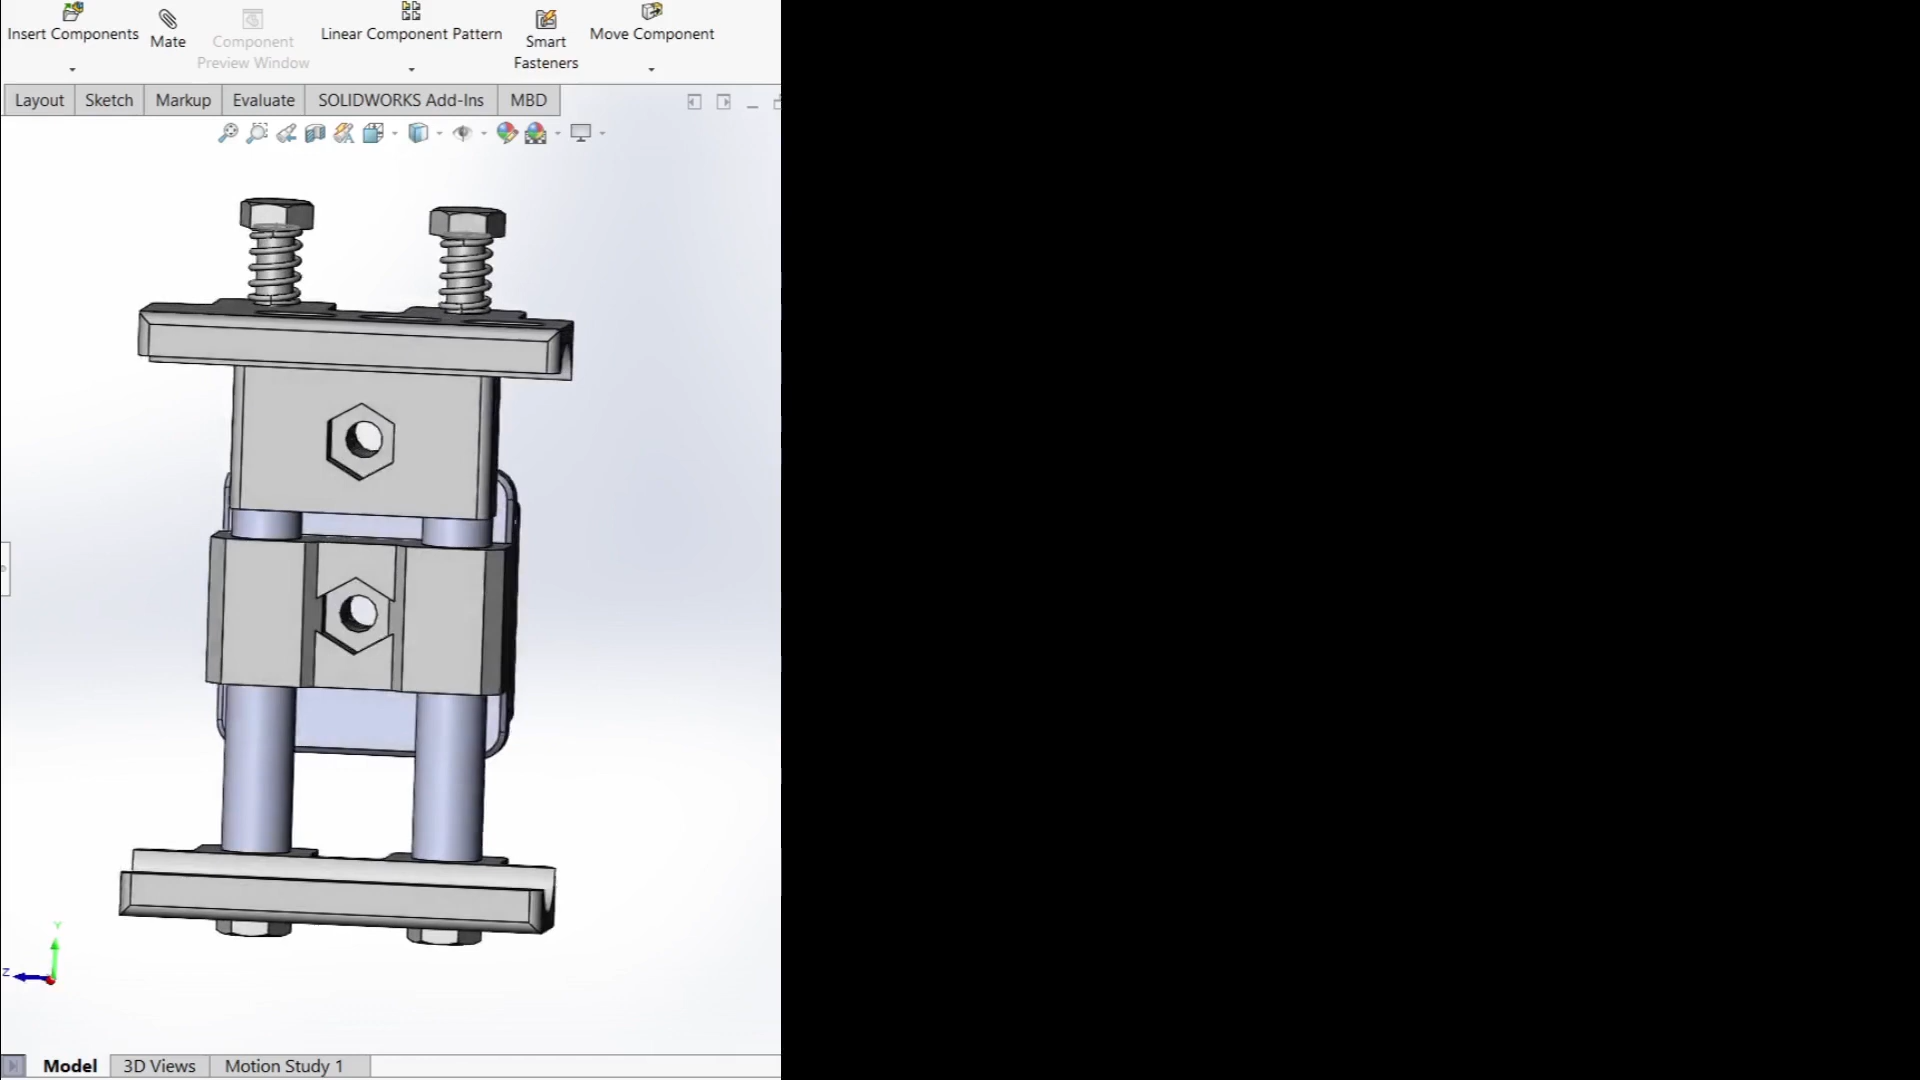 Insert Components
Mate
Component
Preview Window
Linear Component Pattern
Smart
Fasteners
Move Component
Layout
Sketch
Markup
Evaluate
SOLIDWORKS Add-Ins
MBD
Y
Z
Model
3D Views
Motion Study 1